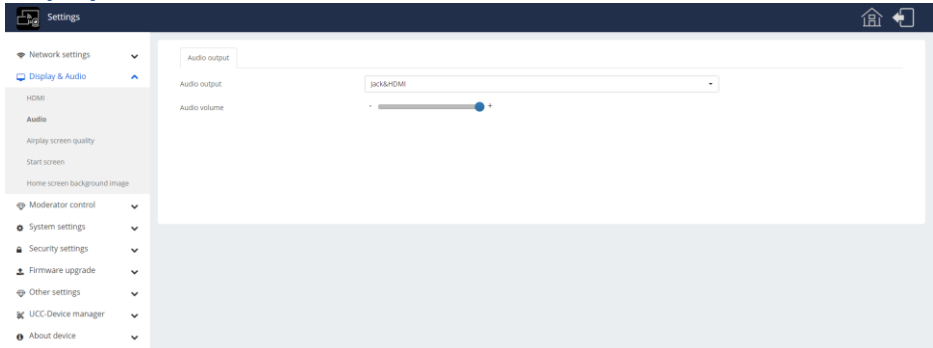 Settings
Network settings
Display & Audio
HDMI
Audio
Airplay screen quality
Start screen
Home screen background image
Moderator control
System settings
Security settings
Firmware upgrade
Other settings
UCC-Device manager
About device
Audio output
Audio output
Jack&HDMI
Audio volume
- +